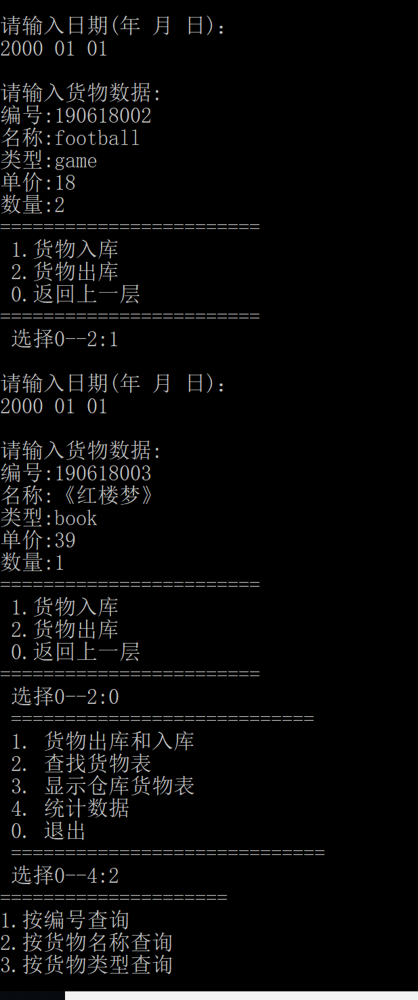 请输入日期(年 月 日):
2000 01 01
请输入货物数据:
编号:190618002
名称:football
类型:game
单价:18
数量:2
========================
1.货物入库
2.货物出库
0.返回上一层
========================
选择0--2:1
请输入日期(年 月 日):
2000 01 01
请输入货物数据:
编号:190618003
名称:《红楼梦》
类型:book
单价:39
数量:1
========================
1.货物入库
2.货物出库
0.返回上一层
========================
选择0--2:0
============================
1. 货物出库和入库
2. 查找货物表
3. 显示仓库货物表
4. 统计数据
0. 退出
=============================
选择0--4:2
=====================
1.按编号查询
2.按货物名称查询
3.按货物类型查询